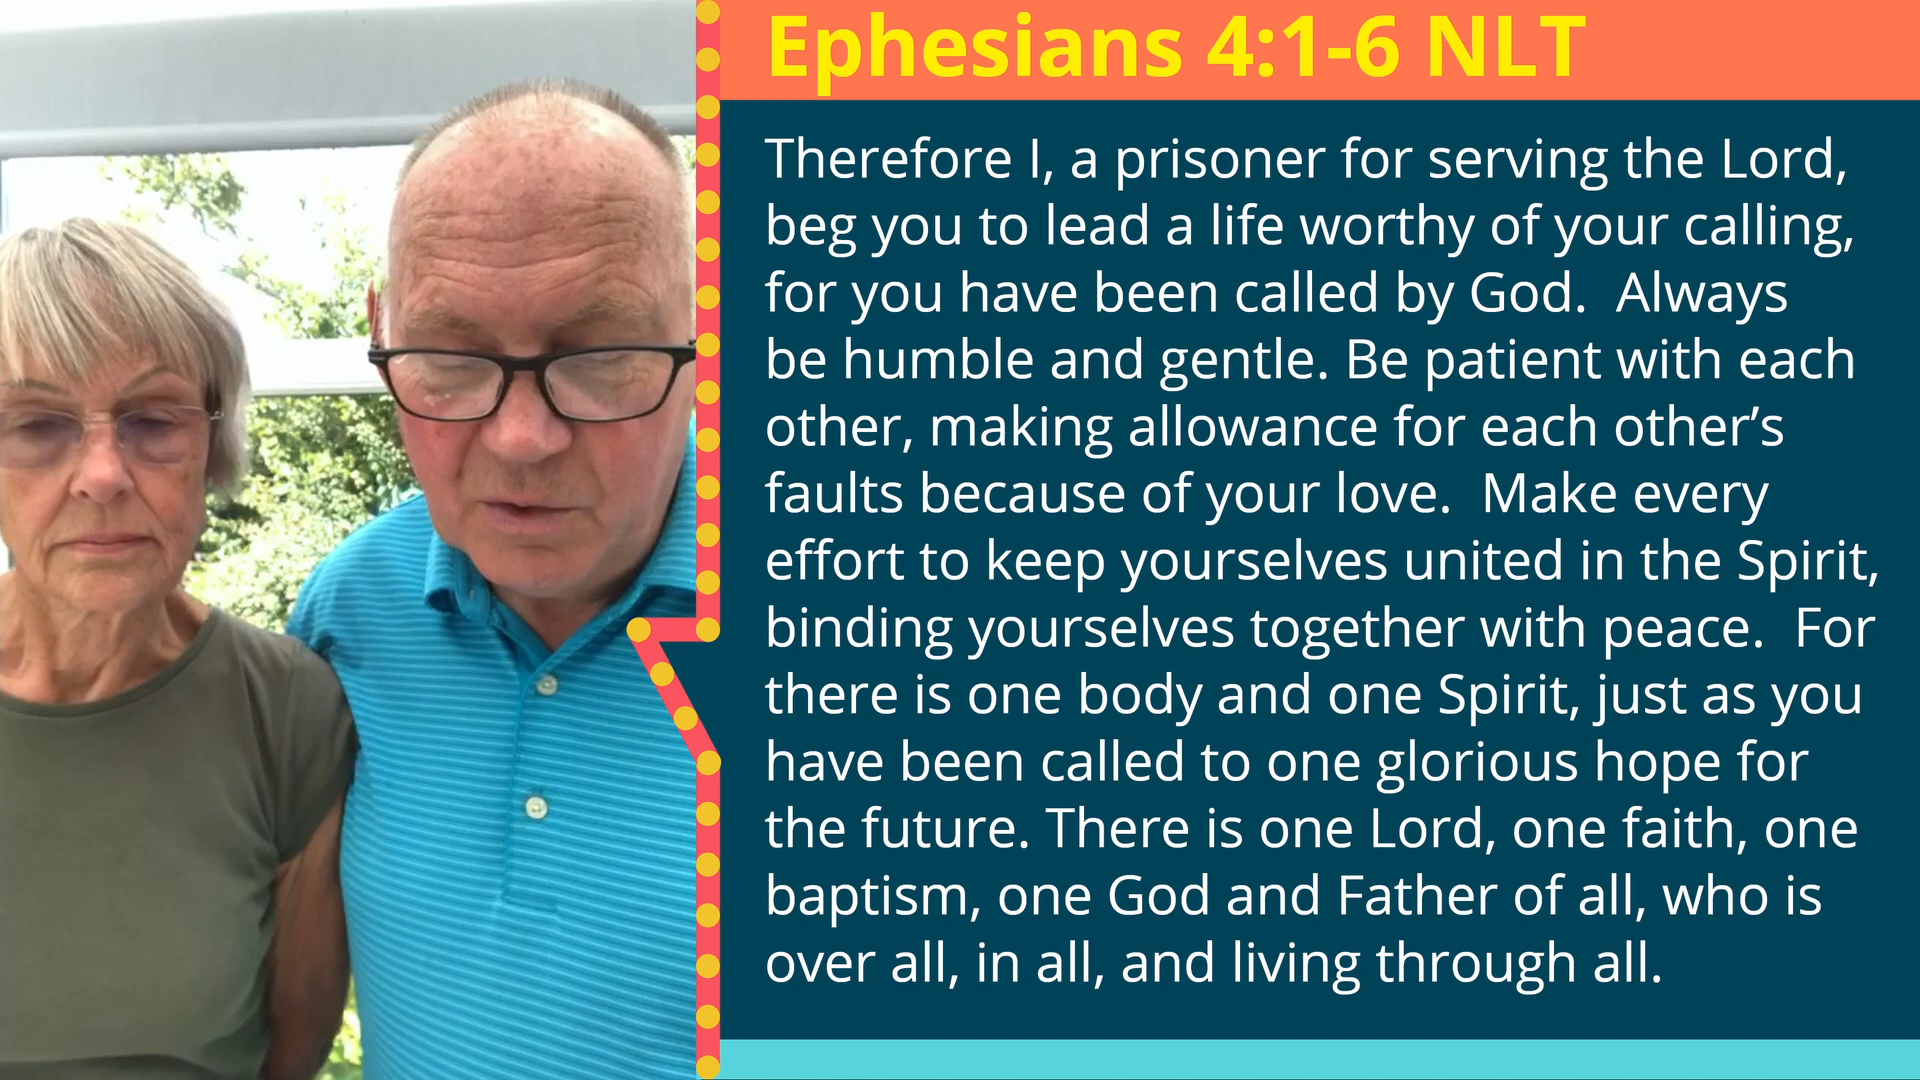 Ephesians 4:1-6 NLT
Therefore I, a prisoner for serving the Lord,
beg you to lead a life worthy of your calling,
for you have been called by God.  Always
be humble and gentle. Be patient with each
other, making allowance for each other’s
faults because of your love.  Make every
effort to keep yourselves united in the Spirit,
binding yourselves together with peace.  For
there is one body and one Spirit, just as you
have been called to one glorious hope for
the future. There is one Lord, one faith, one
baptism, one God and Father of all, who is
over all, in all, and living through all.